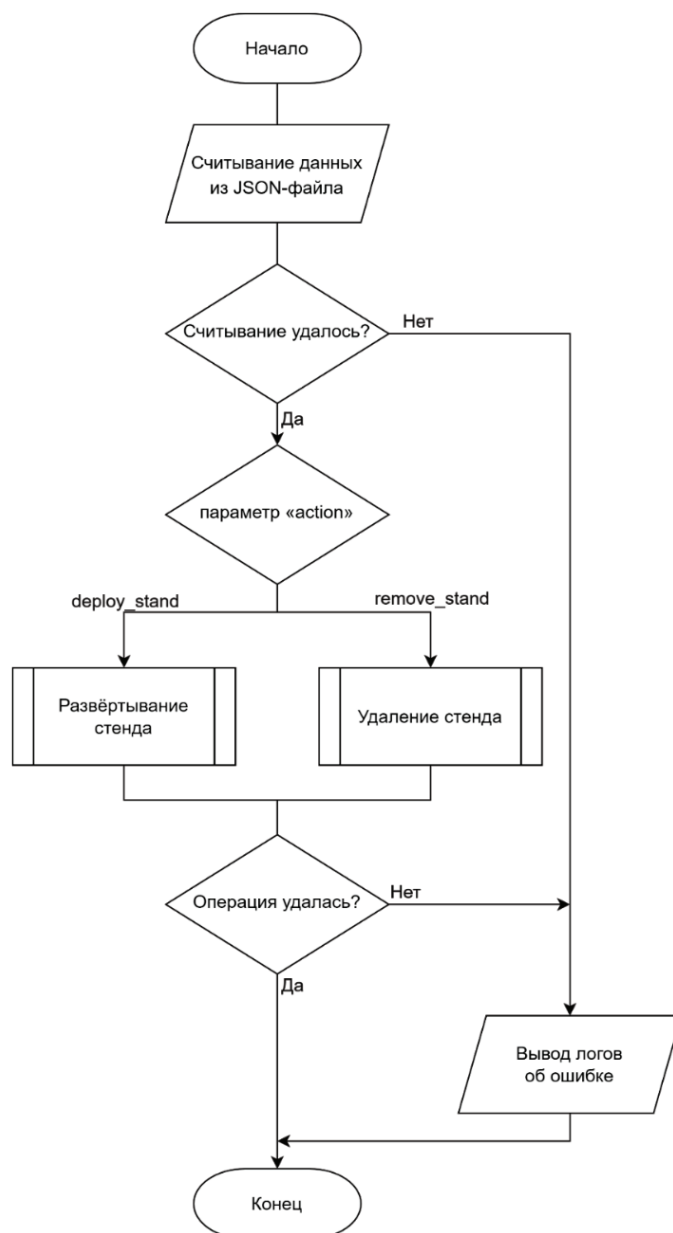 Начало
Считывание данных
из JSON-файла
Считывание удалось?
Нет
Да
параметр «action»
deploy_stand
remove_stand
Развёртывание
стенда
Удаление стенда
Операция удалась?
Нет
Да
Вывод логов
об ошибке
Конец